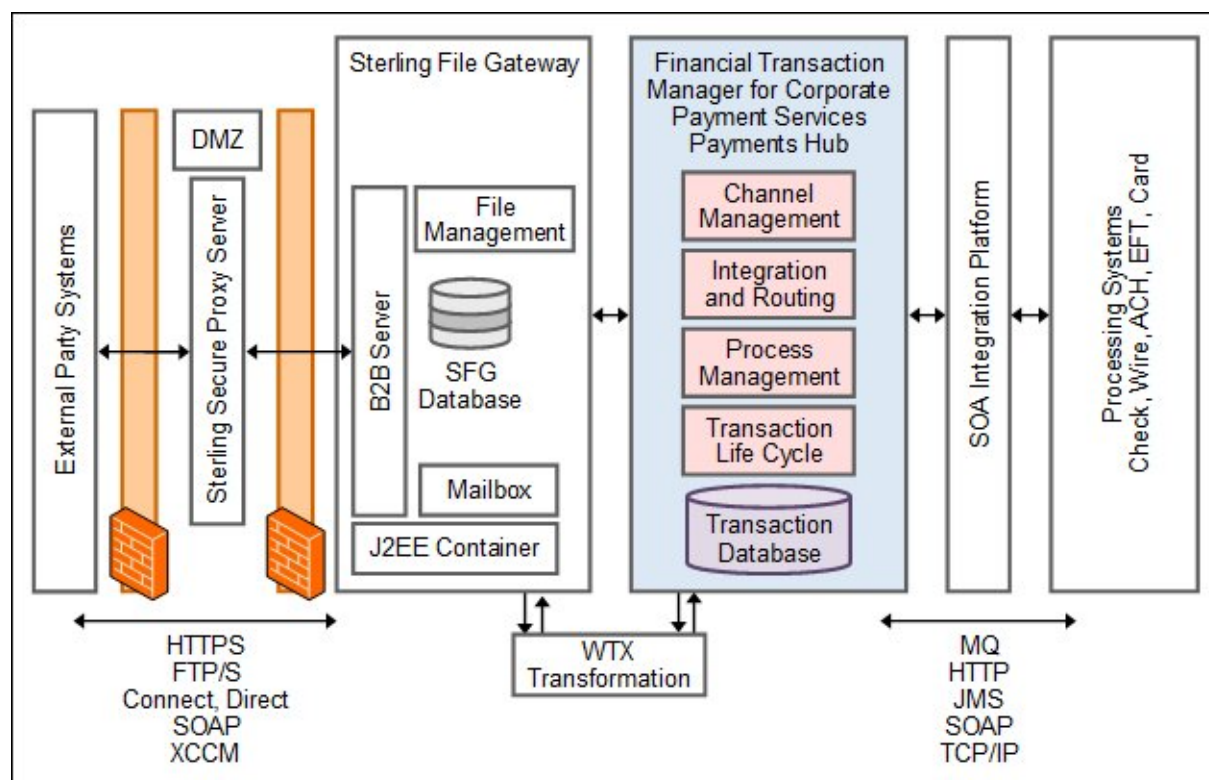 External Party Systems
DMZ
Sterling Secure Proxy Server
Sterling File Gateway
B2B Server
File
Management
SFG
Database
Mailbox
J2EE Container
Financial Transaction
Manager for Corporate
Payment Services
Payments Hub
Channel
Management
Integration
and Routing
Process
Management
Transaction
Life Cycle
Transaction
Database
SOA Integration Platform
Processing Systems
Check, Wire, ACH, EFT, Card
HTTPS
FTP/S
Connect, Direct
SOAP
XCCM
WTX
Transformation
MQ
HTTP
JMS
SOAP
TCP/IP